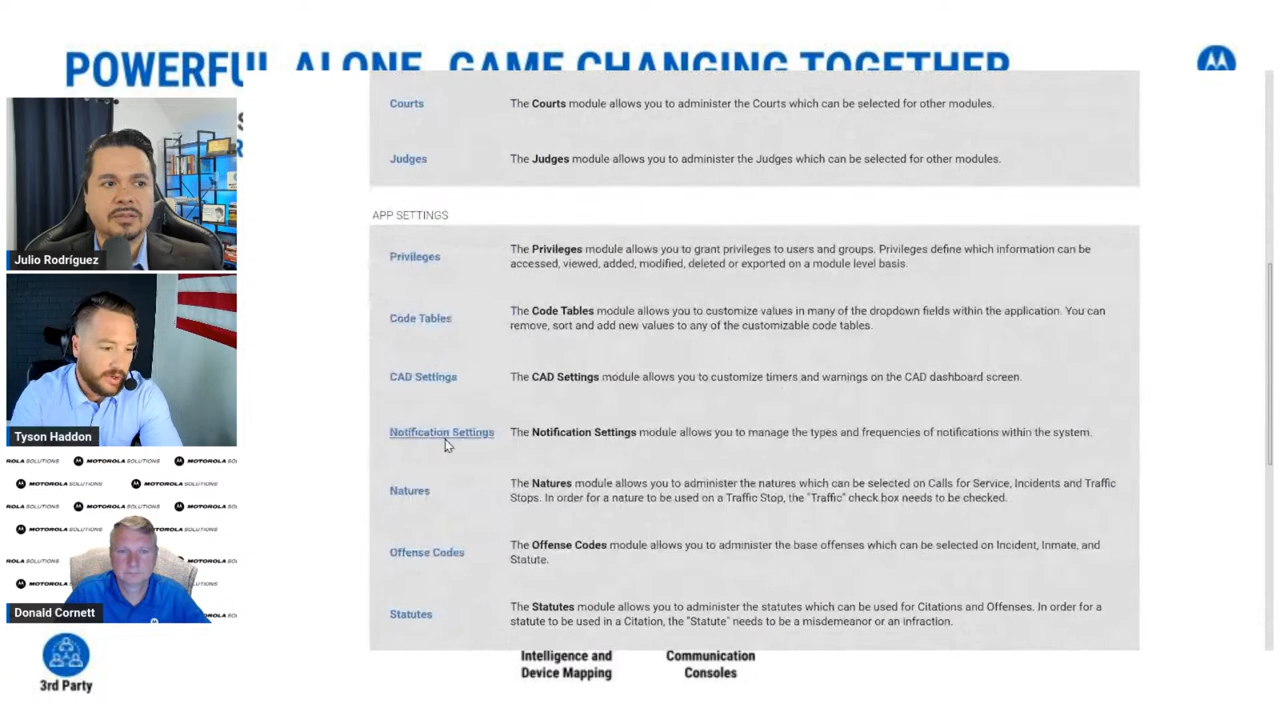 POWERFUL ALONE, GAME CHANGING TOGETHER
Julio Rodríguez
Tyson Haddon
Donald Cornett
Courts
The Courts module allows you to administer the Courts which can be selected for other modules.
Judges
The Judges module allows you to administer the Judges which can be selected for other modules.
APP SETTINGS
Privileges
The Privileges module allows you to grant privileges to users and groups. Privileges define which information can be
accessed, viewed, added, modified, deleted or exported on a module level basis.
Code Tables
The Code Tables module allows you to customize values in many of the dropdown fields within the application. You can
remove, sort and add new values to any of the customizable code tables.
CAD Settings
The CAD Settings module allows you to customize timers and warnings on the CAD dashboard screen.
Notification Settings
The Notification Settings module allows you to manage the types and frequencies of notifications within the system.
Natures
The Natures module allows you to administer the natures which can be selected on Calls for Service, Incidents and Traffic
Stops. In order for a nature to be used on a Traffic Stop, the "Traffic" check box needs to be checked.
Offense Codes
The Offense Codes module allows you to administer the base offenses which can be selected on Incident, Inmate, and
Statute.
Statutes
The Statutes module allows you to administer the statutes which can be used for Citations and Offenses. In order for a
statute to be used in a Citation, the "Statute" needs to be a misdemeanor or an infraction.
MOTOROLA SOLUTIONS
MOTOROLA SOLUTIONS
MOTOROLA SOLUTIONS
MOTOROLA SOLUTIONS
3rd Party
Intelligence and
Device Mapping
Communication
Consoles